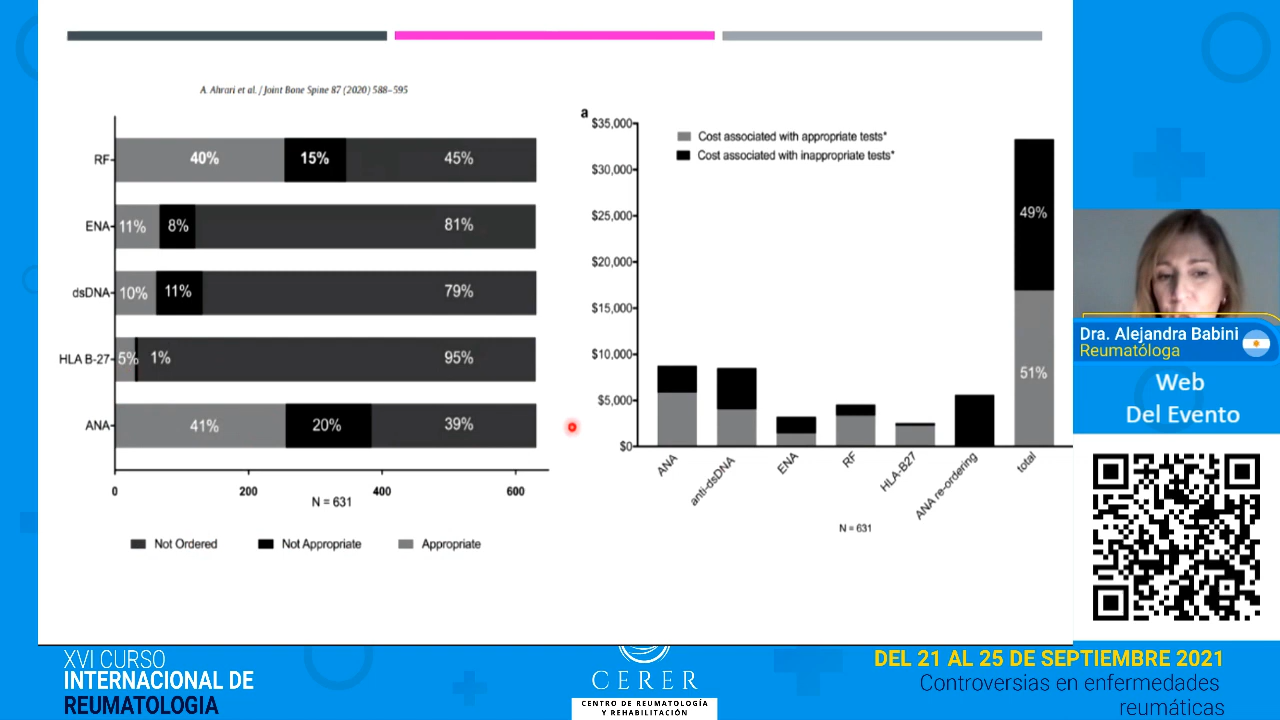 A. Ahrari et al. / Joint Bone Spine 87 (2020) 588–595
RF
40%
15%
45%
ENA
11%
8%
81%
dsDNA
10%
11%
79%
HLA B-27
5%
1%
95%
ANA
41%
20%
39%
0
200
400
600
N = 631
Not Ordered
Not Appropriate
Appropriate
a
$35,000
$30,000
$25,000
$20,000
$15,000
$10,000
$5,000
$0
Cost associated with appropriate tests*
Cost associated with inappropriate tests*
49%
51%
ANA
anti-dsDNA
ENA
RF
HLA-B27
ANA re-ordering
total
N = 631
Dra. Alejandra Babini
Reumatóloga
Web
Del Evento
XVI CURSO
INTERNACIONAL DE
REUMATOLOGIA
CERER
CENTRO DE REUMATOLOGÍA
Y REHABILITACIÓN
DEL 21 AL 25 DE SEPTIEMBRE 2021
Controversias en enfermedades
reumáticas